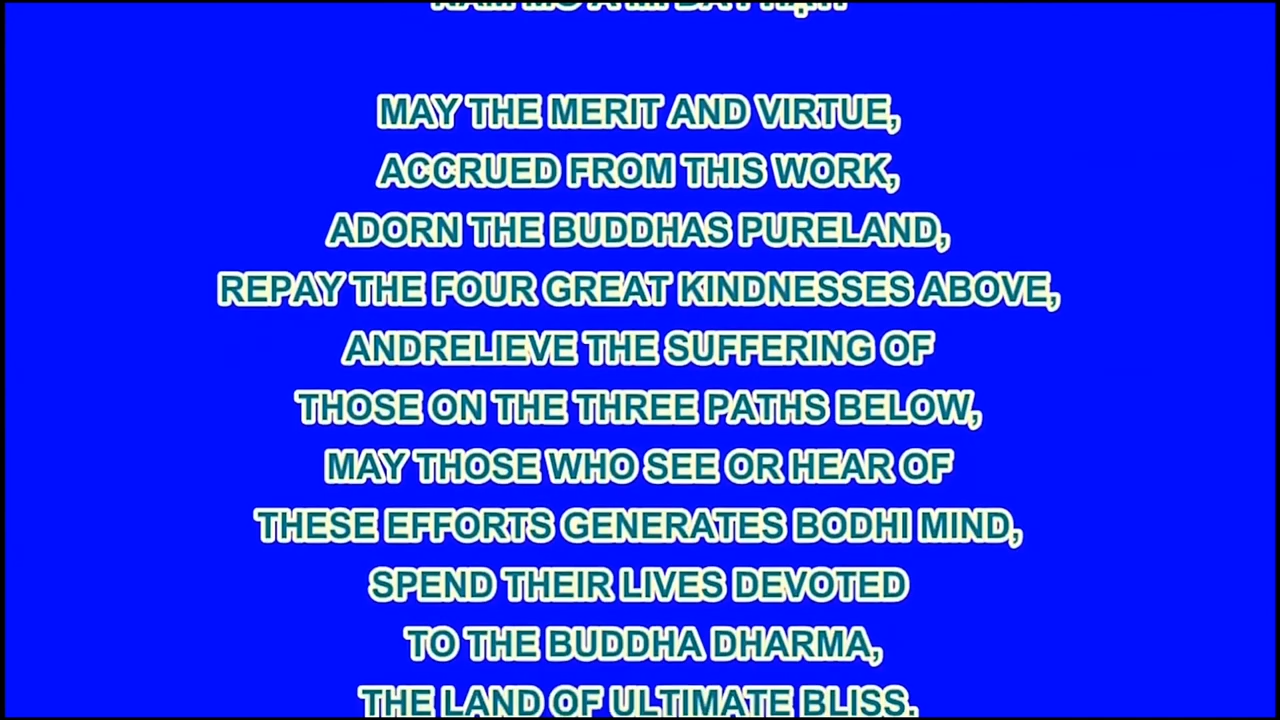 MAY THE MERIT AND VIRTUE,
ACCRUED FROM THIS WORK,
ADORN THE BUDDHAS PURELAND,
REPAY THE FOUR GREAT KINDNESSES ABOVE,
ANDRELIEVE THE SUFFERING OF
THOSE ON THE THREE PATHS BELOW,
MAY THOSE WHO SEE OR HEAR OF
THESE EFFORTS GENERATES BODHI MIND,
SPEND THEIR LIVES DEVOTED
TO THE BUDDHA DHARMA,
THE LAND OF ULTIMATE BLISS.